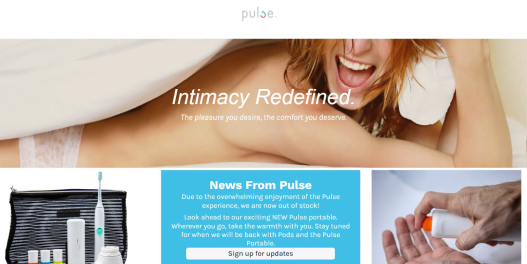 pulse.
Intimacy Redefined.
The pleasure you desire, the comfort you deserve.
News From Pulse
Due to the overwhelming enjoyment of the Pulse
experience, we are now out of stock!
Look ahead to our exciting NEW Pulse portable.
Wherever you go, take the warmth with you. Stay tuned
for when we will be back with Pods and the Pulse
Portable.
Sign up for updates